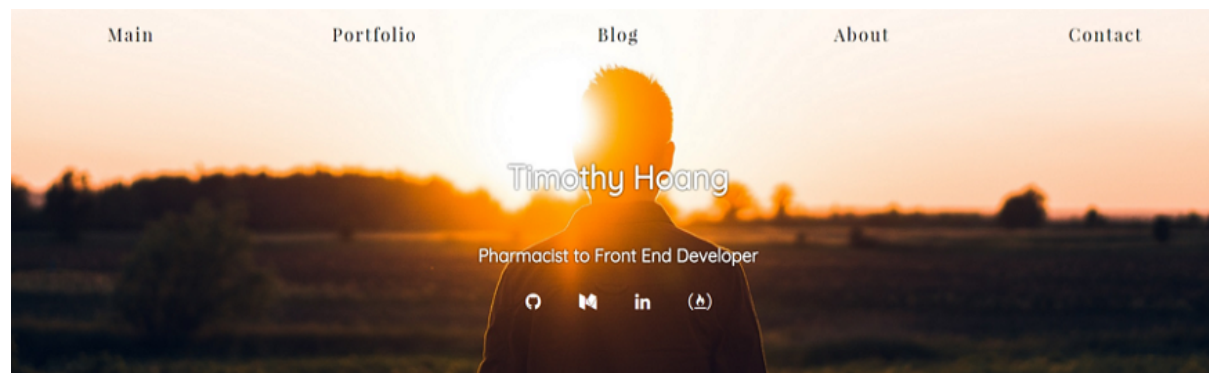 Main Portfolio Blog About Contact
Timothy Hoang
Pharmacist to Front End Developer